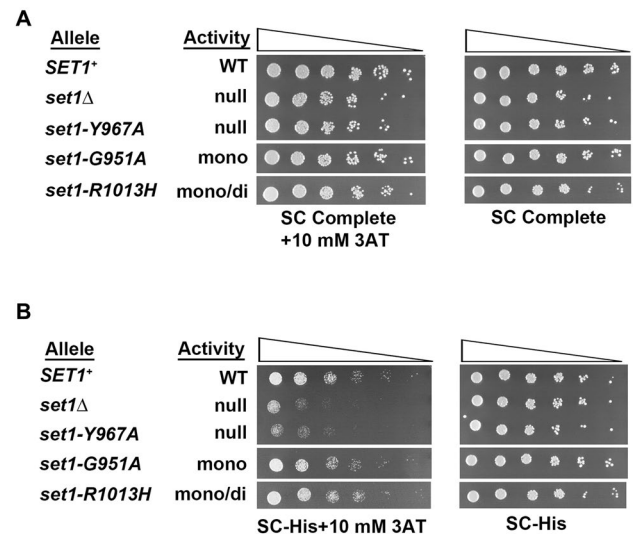 A
Allele Activity
SET1+ WT
set1Δ null
set1-Y967A null
set1-G951A mono
set1-R1013H mono/di
SC Complete
+10 mM 3AT
SC Complete
B
Allele Activity
SET1+ WT
set1Δ null
set1-Y967A null
set1-G951A mono
set1-R1013H mono/di
SC-His+10 mM 3AT SC-His